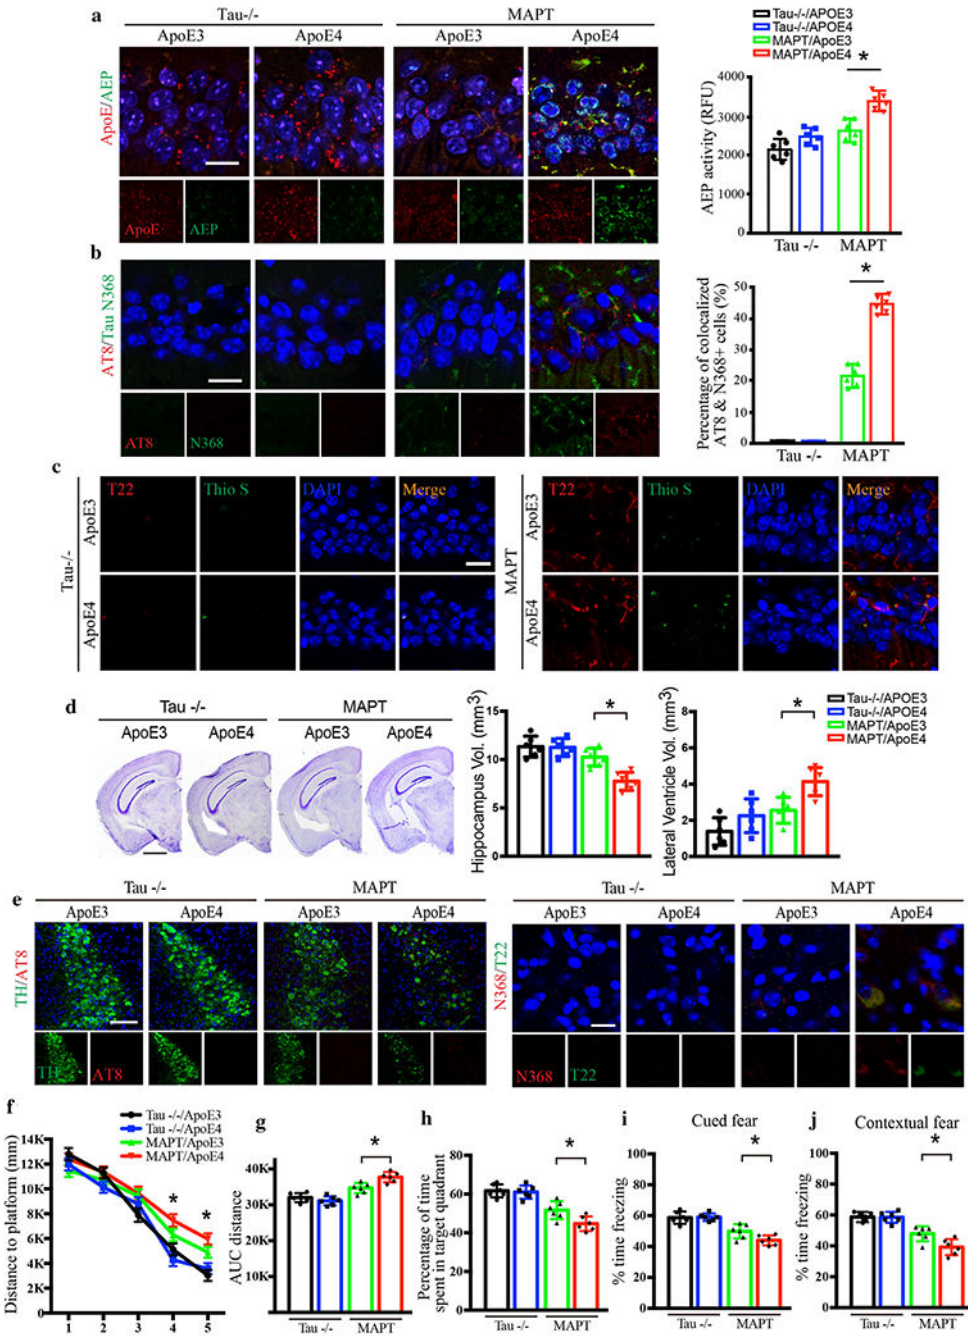 a
Tau-/-
MAPT
ApoE3
ApoE4
ApoE3
ApoE4
ApoE/AEP
ApoE
AEP
Tau-/-/APOE3
Tau-/-/APOE4
MAPT/ApoE3
MAPT/ApoE4
AEP activity (RFU)
4000
3000
2000
1000
0
*
Tau -/-
MAPT
b
AT8/Tau N368
AT8
N368
Percentage of colocalized
AT8 & N368+ cells (%)
50
40
30
20
10
0
*
Tau -/-
MAPT
c
Tau-/-
ApoE3
ApoE4
T22
Thio S
DAPI
Merge
MAPT
ApoE3
ApoE4
T22
Thio S
DAPI
Merge
d
Tau -/-
MAPT
ApoE3
ApoE4
ApoE3
ApoE4
Hippocampus Vol. (mm3)
15
10
5
0
*
Lateral Ventricle Vol. (mm3)
8
6
4
2
0
*
Tau-/-/APOE3
Tau-/-/APOE4
MAPT/ApoE3
MAPT/ApoE4
e
Tau -/-
MAPT
ApoE3
ApoE4
ApoE3
ApoE4
TH/AT8
TH
AT8
Tau -/-
MAPT
ApoE3
ApoE4
ApoE3
ApoE4
N368/T22
N368
T22
f
Tau -/-/ApoE3
Tau -/-/ApoE4
MAPT/ApoE3
MAPT/ApoE4
Distance to platform (mm)
14K
12K
10K
8K
6K
4K
2K
0
*
*
1 2 3 4 5
g
AUC distance
40K
30K
20K
10K
*
Tau -/-
MAPT
h
Percentage of time
spent in target quadrant
80
60
40
20
0
*
Tau -/-
MAPT
i
Cued fear
% time freezing
100
80
60
40
20
0
*
Tau -/-
MAPT
j
Contextual fear
% time freezing
100
80
60
40
20
0
*
Tau -/-
MAPT